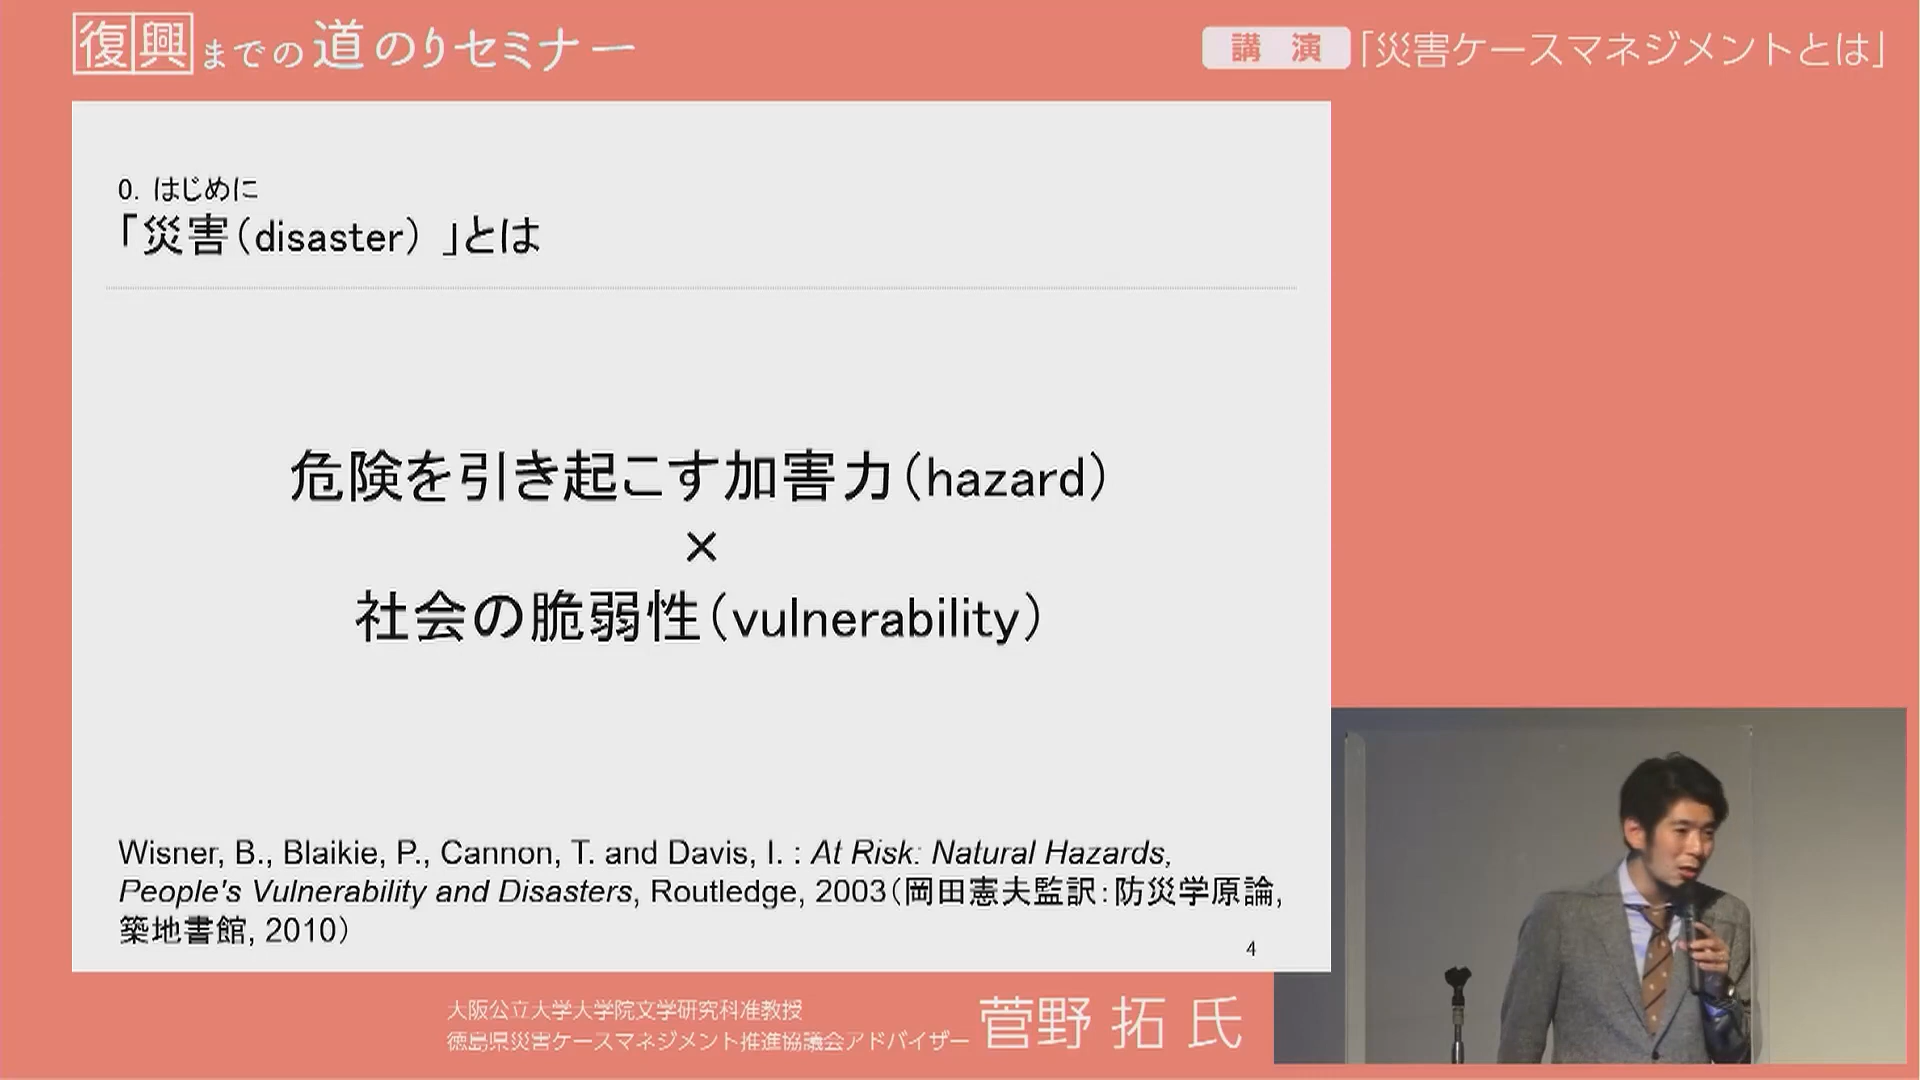 復興までの道のりセミナー
講演「災害ケースマネジメントとは」
0. はじめに
「災害（disaster）」とは
危険を引き起こす加害力（hazard）
×
社会の脆弱性（vulnerability）
Wisner, B., Blaikie, P., Cannon, T. and Davis, I. : At Risk: Natural Hazards,
People's Vulnerability and Disasters, Routledge, 2003（岡田憲夫監訳：防災学原論,
築地書館, 2010）
4
大阪公立大学大学院文学研究科准教授
徳島県災害ケースマネジメント推進協議会アドバイザー
菅野 拓 氏